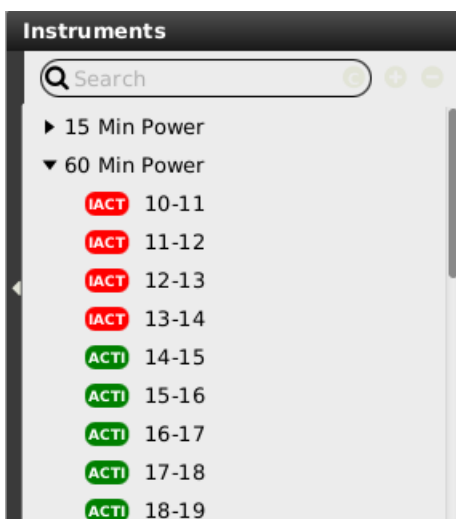 Instruments
Search
15 Min Power
60 Min Power
IACT 10-11
IACT 11-12
IACT 12-13
IACT 13-14
ACTI 14-15
ACTI 15-16
ACTI 16-17
ACTI 17-18
ACTI 18-19